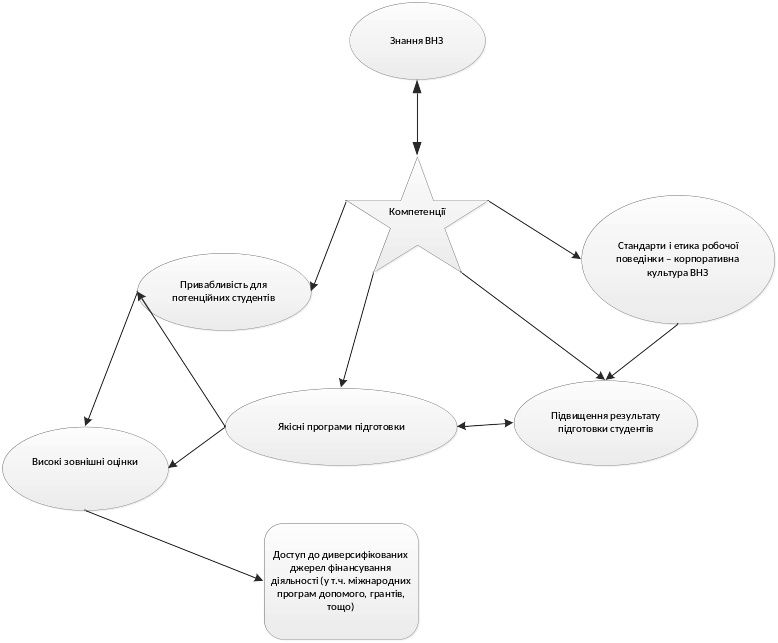 Знання ВНЗ
Компетенції
Стандарти і етика робочої
поведінки – корпоративна
культура ВНЗ
Привабливість для
потенційних студентів
Якісні програми підготовки
Підвищення результату
підготовки студентів
Високі зовнішні оцінки
Доступ до диверсифікованих
джерел фінансування
діяльності (у т.ч. міжнародних
програм допомого, грантів,
тощо)